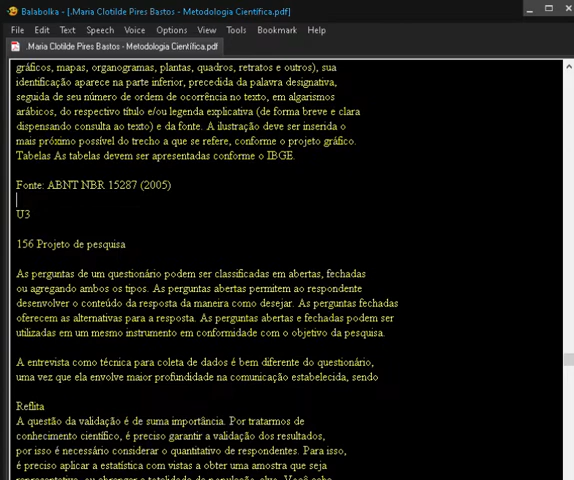 Balabolka - [.Maria Clotilde Pires Bastos - Metodologia Científica.pdf]
File Edit Text Speech Voice Options View Tools Bookmark Help
.Maria Clotilde Pires Bastos - Metodologia Científica.pdf
gráficos, mapas, organogramas, plantas, quadros, retratos e outros), sua
identificação aparece na parte inferior, precedida da palavra designativa,
seguida de seu número de ordem de ocorrência no texto, em algarismos
arábicos, do respectivo título e/ou legenda explicativa (de forma breve e clara
dispensando consulta ao texto) e da fonte. A ilustração deve ser inserida o
mais próximo possível do trecho a que se refere, conforme o projeto gráfico.
Tabelas As tabelas devem ser apresentadas conforme o IBGE.
Fonte: ABNT NBR 15287 (2005)
U3
156 Projeto de pesquisa
As perguntas de um questionário podem ser classificadas em abertas, fechadas
ou agregando ambos os tipos. As perguntas abertas permitem ao respondente
desenvolver o conteúdo da resposta da maneira como desejar. As perguntas fechadas
oferecem as alternativas para a resposta. As perguntas abertas e fechadas podem ser
utilizadas em um mesmo instrumento em conformidade com o objetivo da pesquisa.
A entrevista como técnica para coleta de dados é bem diferente do questionário,
uma vez que ela envolve maior profundidade na comunicação estabelecida, sendo
Reflita
A questão da validação é de suma importância. Por tratarmos de
conhecimento científico, é preciso garantir a validação dos resultados,
por isso é necessário considerar o quantitativo de respondentes. Para isso,
é preciso aplicar a estatística com vistas a obter uma amostra que seja
representativa, ou abranger a totalidade da população-alvo. Você sabe